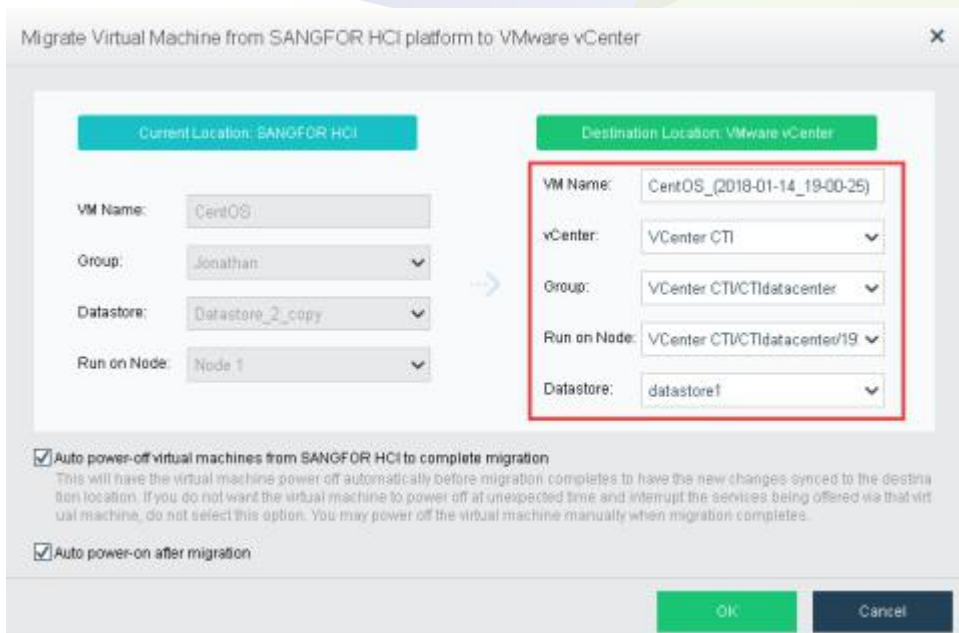 Migrate Virtual Machine from SANGFOR HCI platform to VMware vCenter
Current Location: SANGFOR HCI
VM Name: CentOS
Group: Jonathan
Datastore: Datastore_2_copy
Run on Node: Node 1
Destination Location: VMware vCenter
VM Name: CentOS_(2018-01-14_19-00-25)
vCenter: VCenter CTI
Group: VCenter CTI/CTIdatacenter
Run on Node: VCenter CTI/CTIdatacenter/19
Datastore: datastore1
Auto power-off virtual machines from SANGFOR HCI to complete migration
This will have the virtual machine power off automatically before migration completes to have the new changes synced to the destina
tion location. If you do not want the virtual machine to power off at unexpected time and interrupt the services being offered via that virt
ual machine, do not select this option. You may power off the virtual machine manually when migration completes.
Auto power-on after migration
OK
Cancel